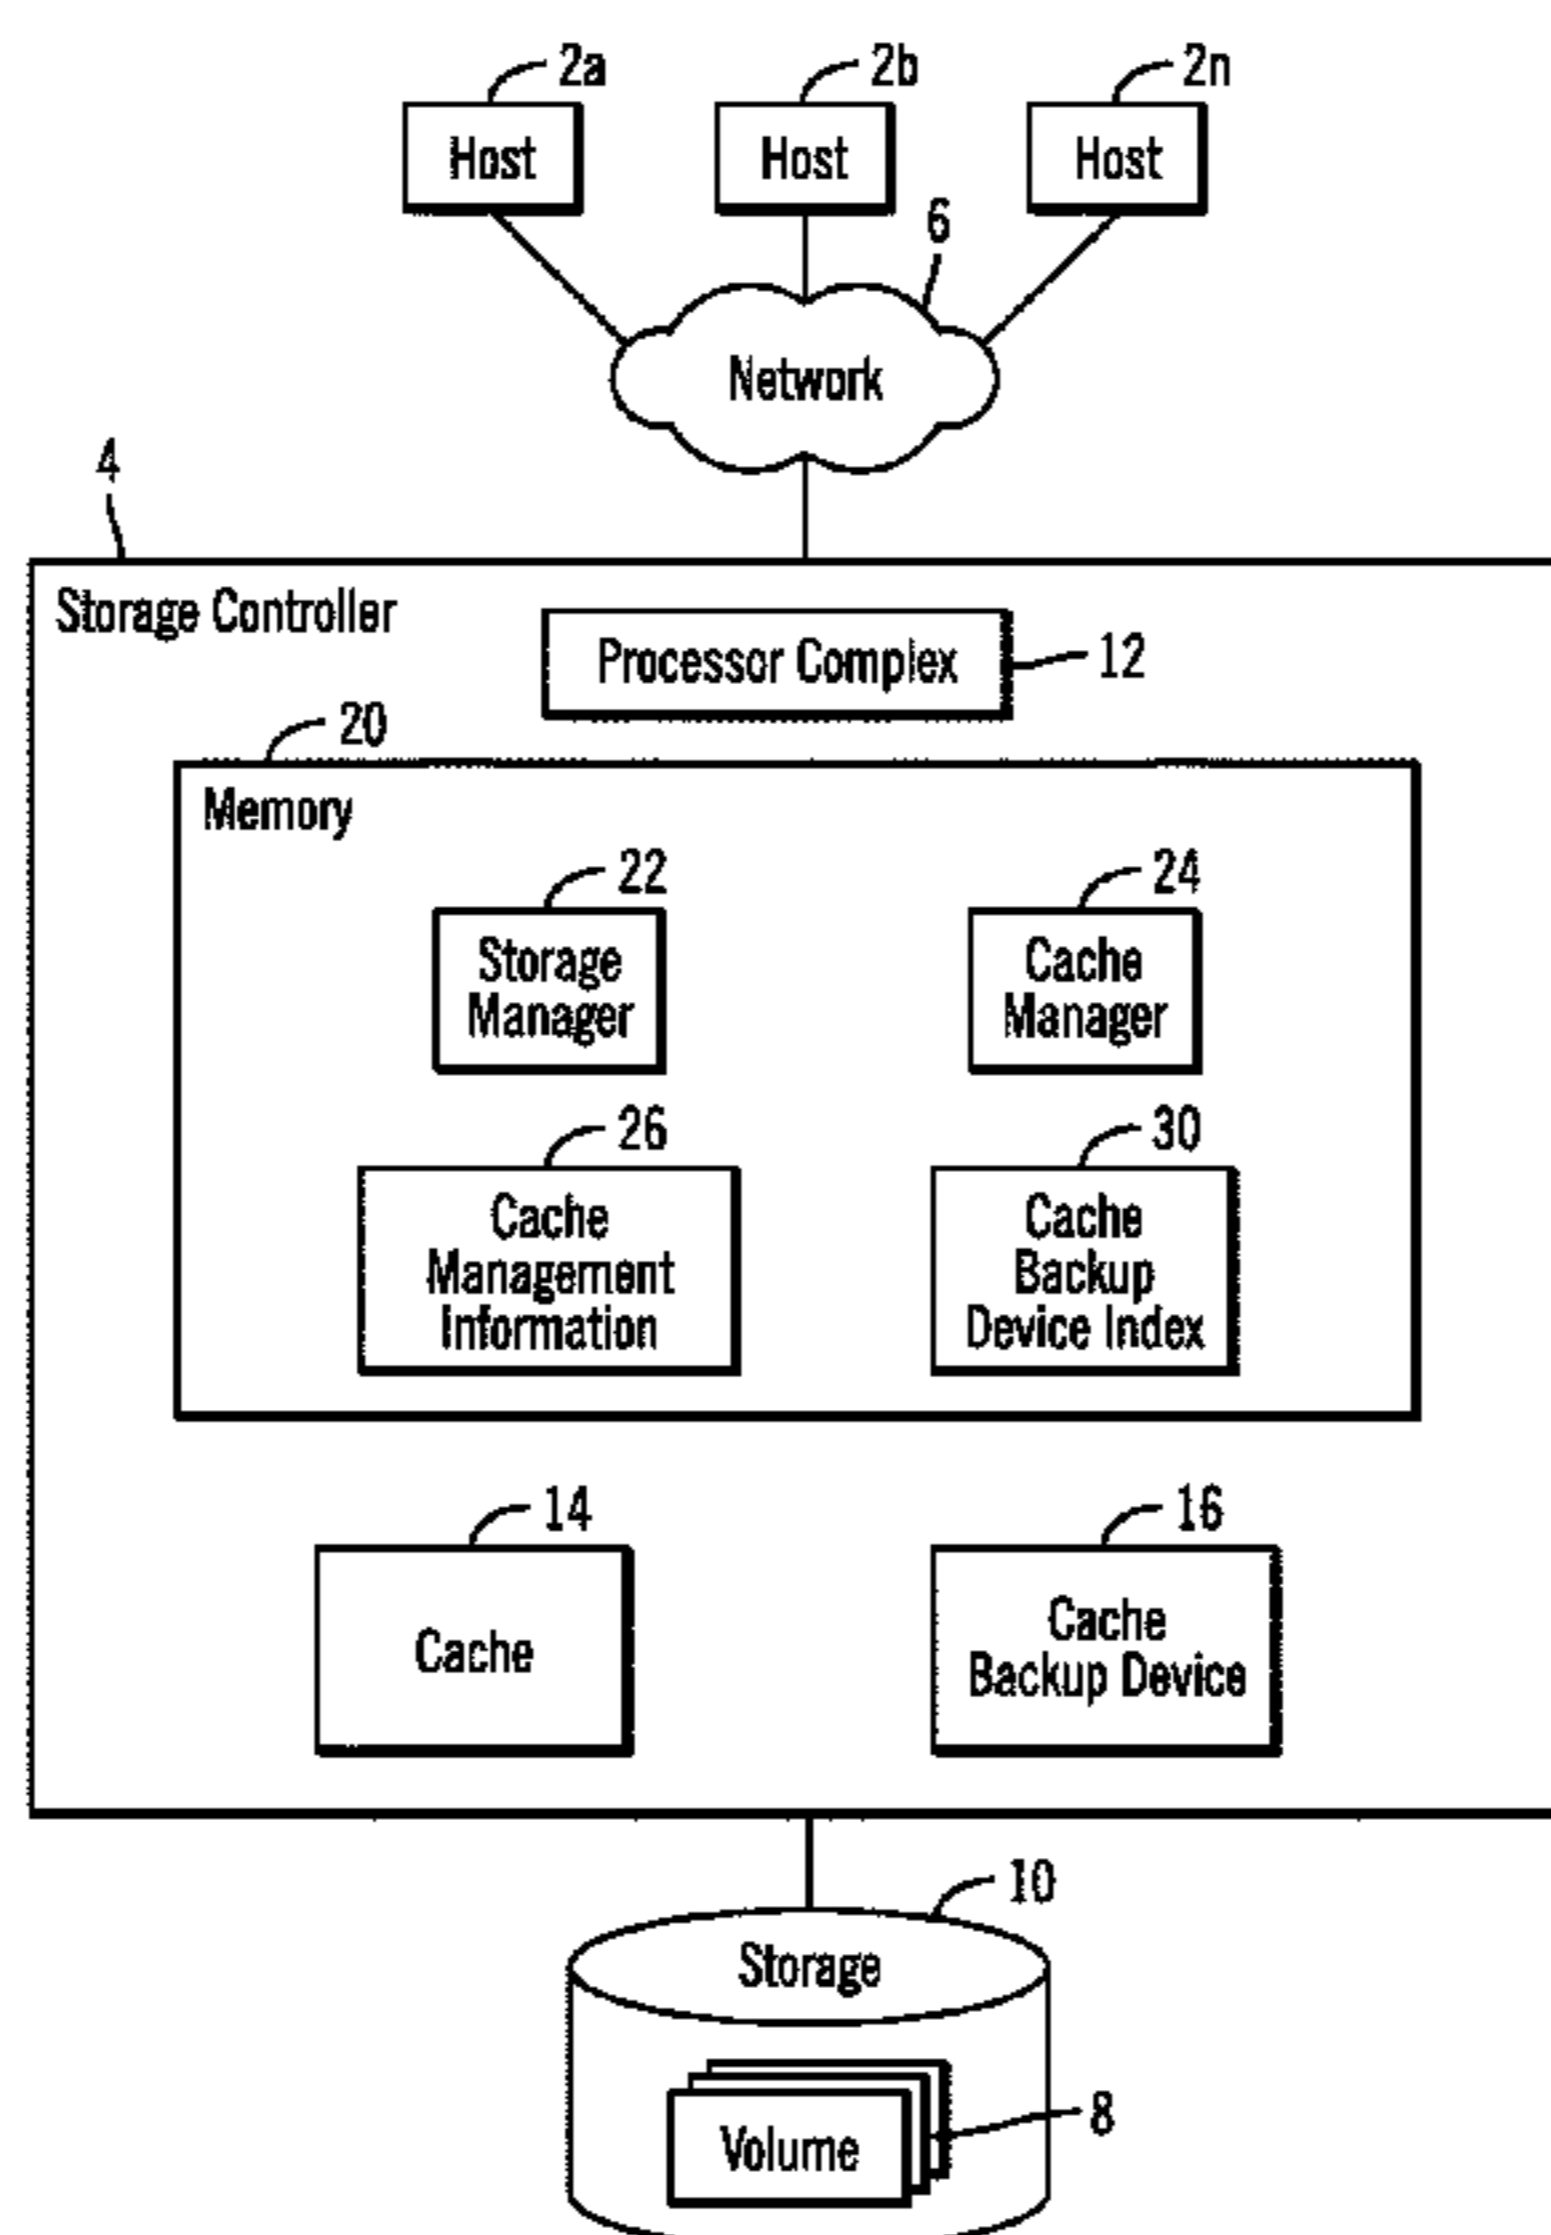 2a
2b
2n
Host
Host
Host
6
Network
4
Storage Controller
Processor Complex
12
20
Memory
22
24
Storage
Manager
Cache
Manager
26
30
Cache
Management
Information
Cache
Backup
Device Index
14
16
Cache
Cache
Backup Device
10
Storage
Volume
8